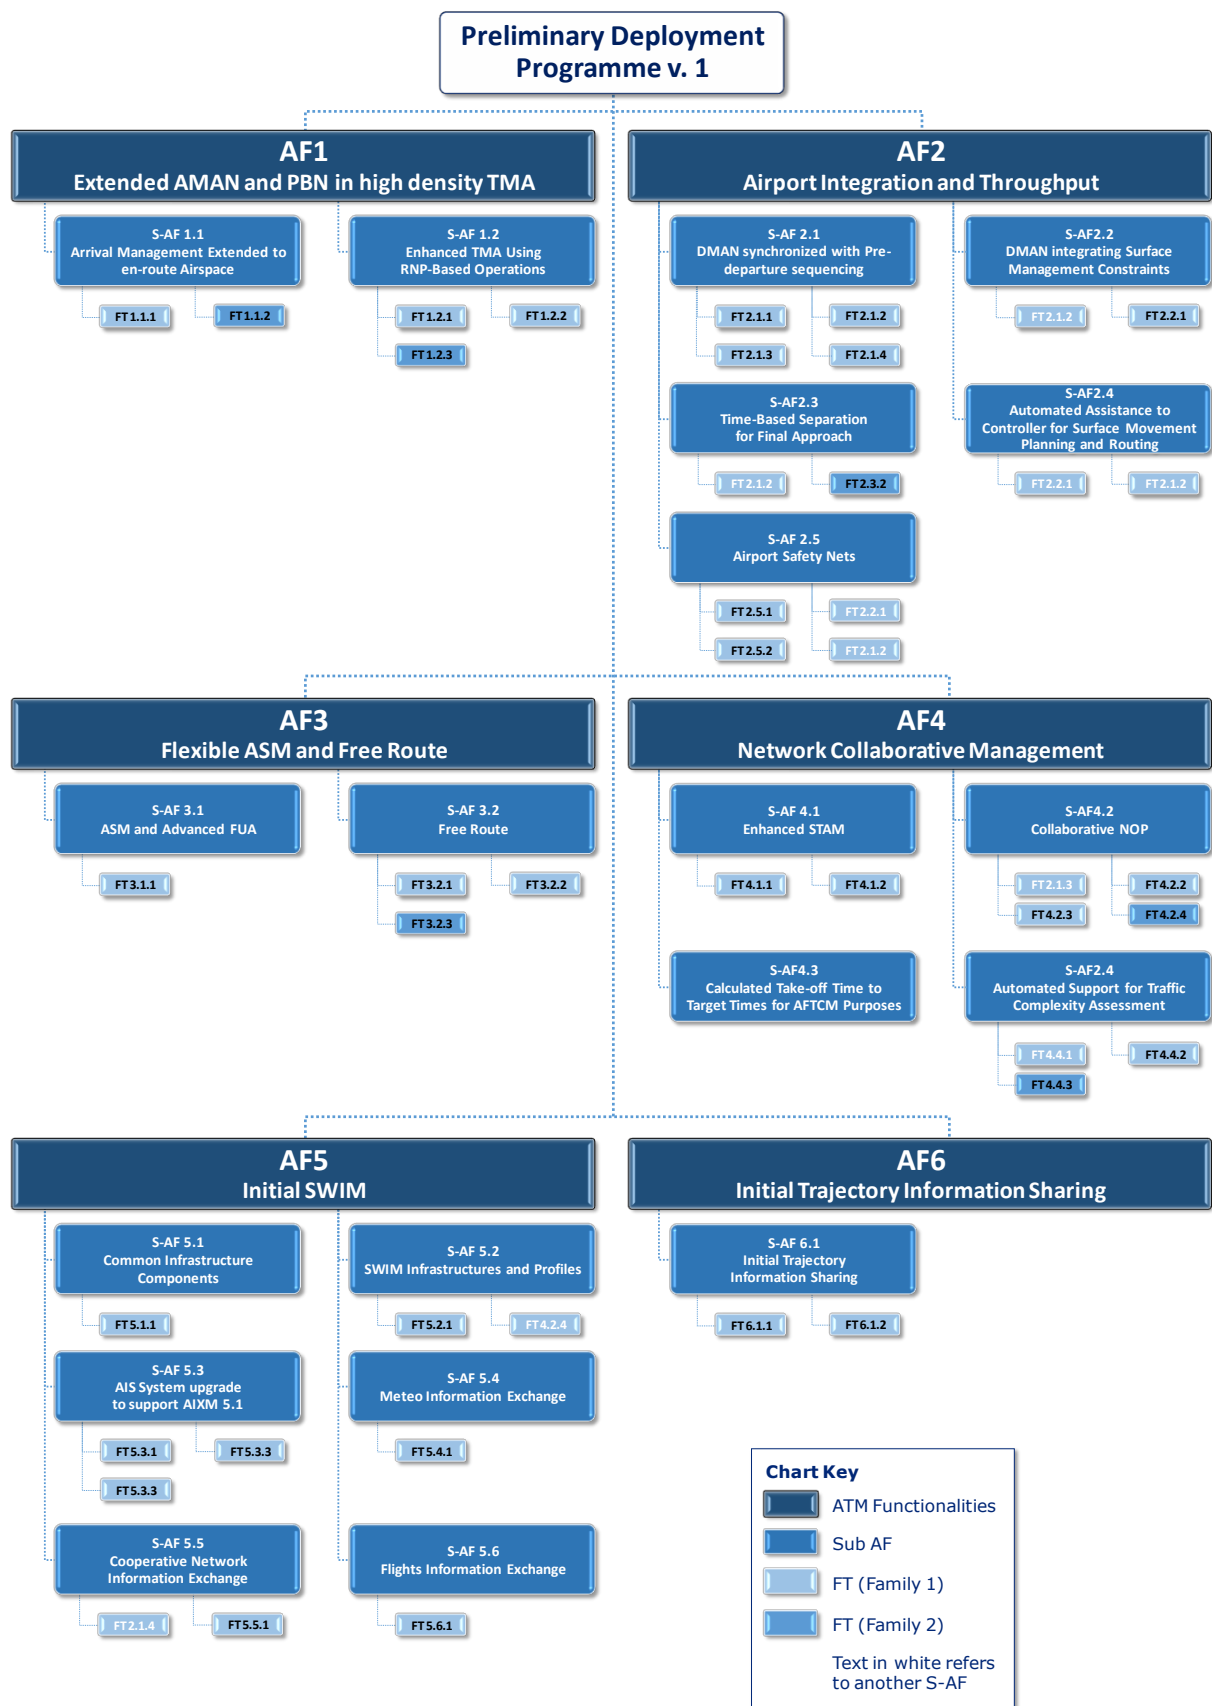 Preliminary Deployment
Programme v. 1
AF1
Extended AMAN and PBN in high density TMA
AF2
Airport Integration and Throughput
S-AF 1.1
Arrival Management Extended to
en-route Airspace
S-AF 1.2
Enhanced TMA Using
RNP-Based Operations
S-AF 2.1
DMAN synchronized with Pre-
departure sequencing
S-AF2.2
DMAN integrating Surface
Management Constraints
FT1.1.1
FT1.1.2
FT1.2.1
FT1.2.2
FT1.2.3
FT2.1.1
FT2.1.2
FT2.1.3
FT2.1.4
FT2.1.2
FT2.2.1
S-AF2.3
Time-Based Separation
for Final Approach
S-AF2.4
Automated Assistance to
Controller for Surface Movement
Planning and Routing
FT2.1.2
FT2.3.2
FT2.2.1
FT2.1.2
S-AF 2.5
Airport Safety Nets
FT2.5.1
FT2.2.1
FT2.5.2
FT2.1.2
AF3
Flexible ASM and Free Route
AF4
Network Collaborative Management
S-AF 3.1
ASM and Advanced FUA
S-AF 3.2
Free Route
S-AF 4.1
Enhanced STAM
S-AF4.2
Collaborative NOP
FT3.1.1
FT3.2.1
FT3.2.2
FT3.2.3
FT4.1.1
FT4.1.2
FT2.1.3
FT4.2.2
FT4.2.3
FT4.2.4
S-AF4.3
Calculated Take-off Time to
Target Times for AFTCM Purposes
S-AF2.4
Automated Support for Traffic
Complexity Assessment
FT4.4.1
FT4.4.2
FT4.4.3
AF5
Initial SWIM
AF6
Initial Trajectory Information Sharing
S-AF 5.1
Common Infrastructure
Components
S-AF 5.2
SWIM Infrastructures and Profiles
S-AF 6.1
Initial Trajectory
Information Sharing
FT5.1.1
FT5.2.1
FT4.2.4
FT6.1.1
FT6.1.2
S-AF 5.3
AIS System upgrade
to support AIXM 5.1
S-AF 5.4
Meteo Information Exchange
FT5.3.1
FT5.3.3
FT5.3.3
FT5.4.1
S-AF 5.5
Cooperative Network
Information Exchange
S-AF 5.6
Flights Information Exchange
FT2.1.4
FT5.5.1
FT5.6.1
Chart Key
ATM Functionalities
Sub AF
FT (Family 1)
FT (Family 2)
Text in white refers
to another S-AF